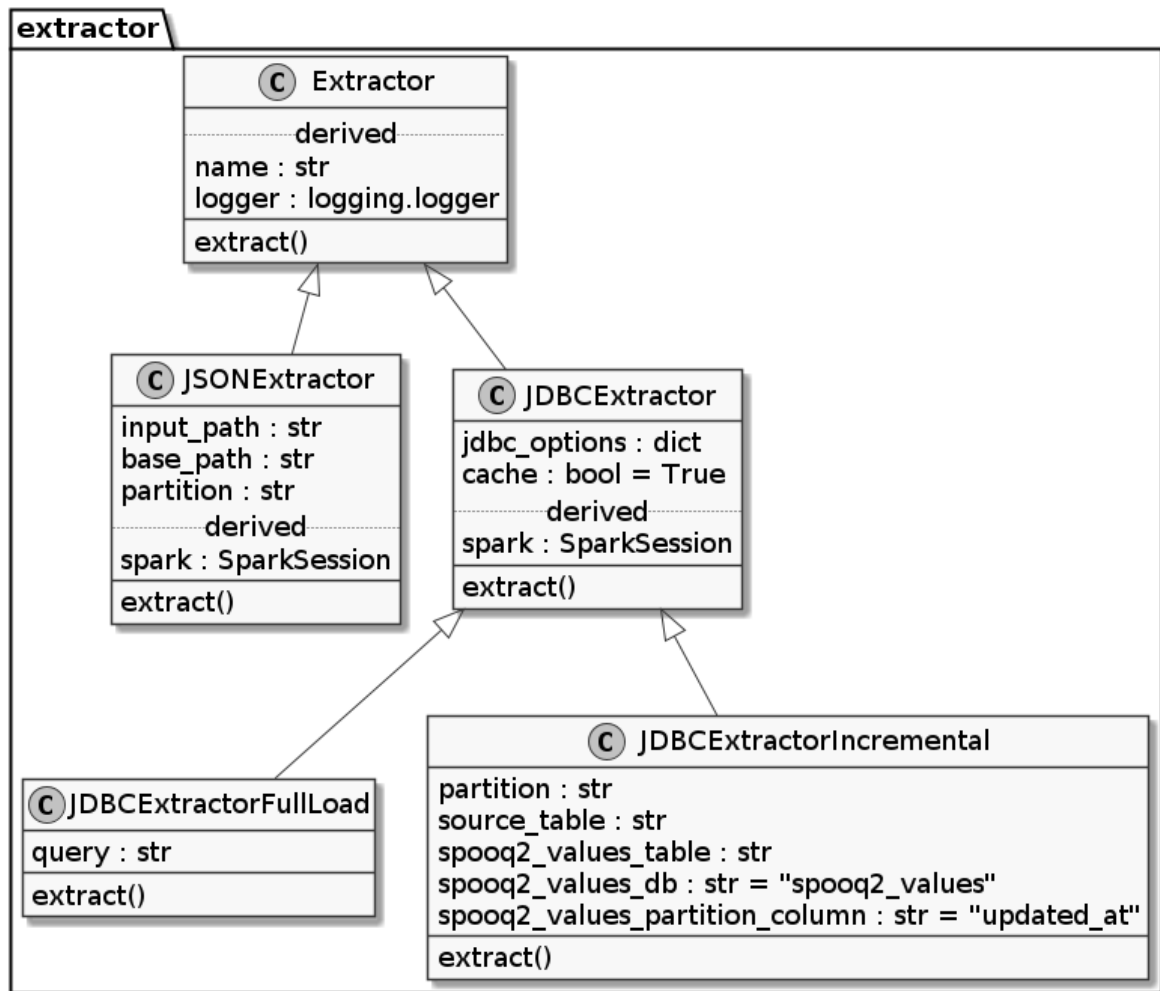 extractor
C Extractor
derived
name : str
logger : logging.logger
extract()
C JSONExtractor
input_path : str
base_path : str
partition : str
derived
spark : SparkSession
extract()
C JDBCExtractor
jdbc_options : dict
cache : bool = True
derived
spark : SparkSession
extract()
C JDBCExtractorFullLoad
query : str
extract()
C JDBCExtractorIncremental
partition : str
source_table : str
spooq2_values_table : str
spooq2_values_db : str = "spooq2_values"
spooq2_values_partition_column : str = "updated_at"
extract()